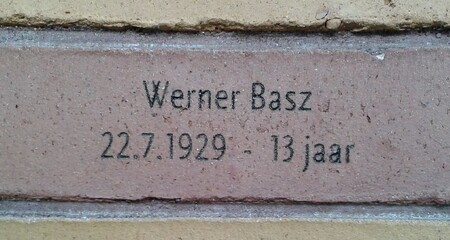 Werner Basz
22.7.1929 - 13 jaar